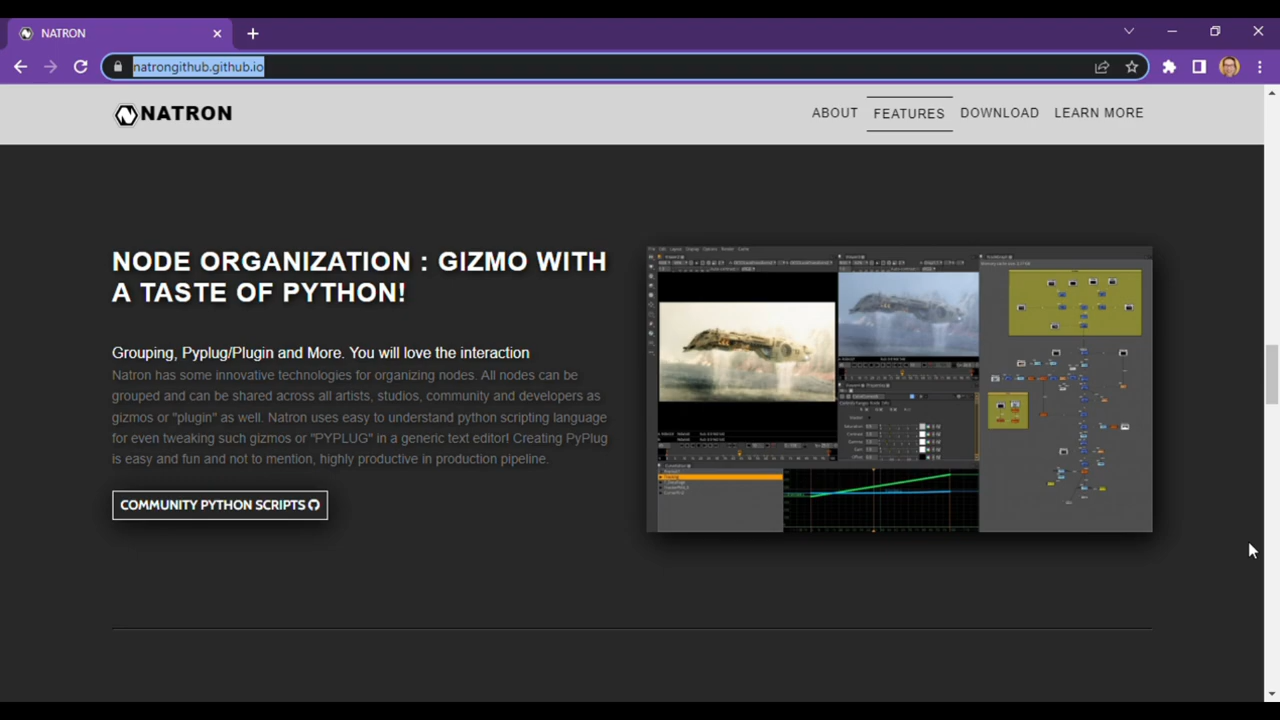 NATRON
natrongithub.github.io
NATRON
ABOUT FEATURES DOWNLOAD LEARN MORE
NODE ORGANIZATION : GIZMO WITH
A TASTE OF PYTHON!
Grouping, Pyplug/Plugin and More. You will love the interaction
Natron has some innovative technologies for organizing nodes. All nodes can be
grouped and can be shared across all artists, studios, community and developers as
gizmos or "plugin" as well. Natron uses easy to understand python scripting language
for even tweaking such gizmos or "PYPLUG" in a generic text editor! Creating PyPlug
is easy and fun and not to mention, highly productive in production pipeline.
COMMUNITY PYTHON SCRIPTS